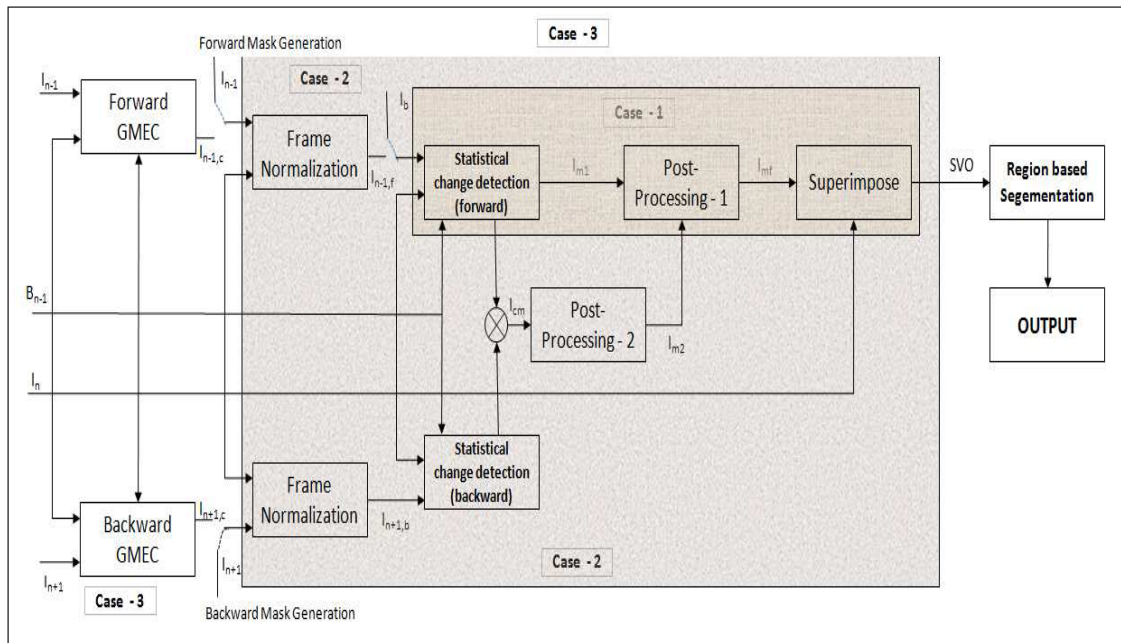 Case - 3
Forward Mask Generation
I_{n-1}
Case - 2
I_{n-1}
I_b
Case - 1
Forward
GMEC
I_{n-1,c}
Frame
Normalization
I_{n-1,f}
Statistical
change detection
(forward)
I_{m1}
Post-
Processing - 1
I_{mf}
Superimpose
SVO
Region based
Segementation
B_{n-1}
I_{cm}
Post-
Processing - 2
I_{m2}
OUTPUT
I_n
Statistical
change detection
(backward)
Frame
Normalization
I_{n+1,b}
I_{n+1,c}
Backward
GMEC
I_{n+1}
I_{n+1}
Case - 2
Case - 3
Backward Mask Generation